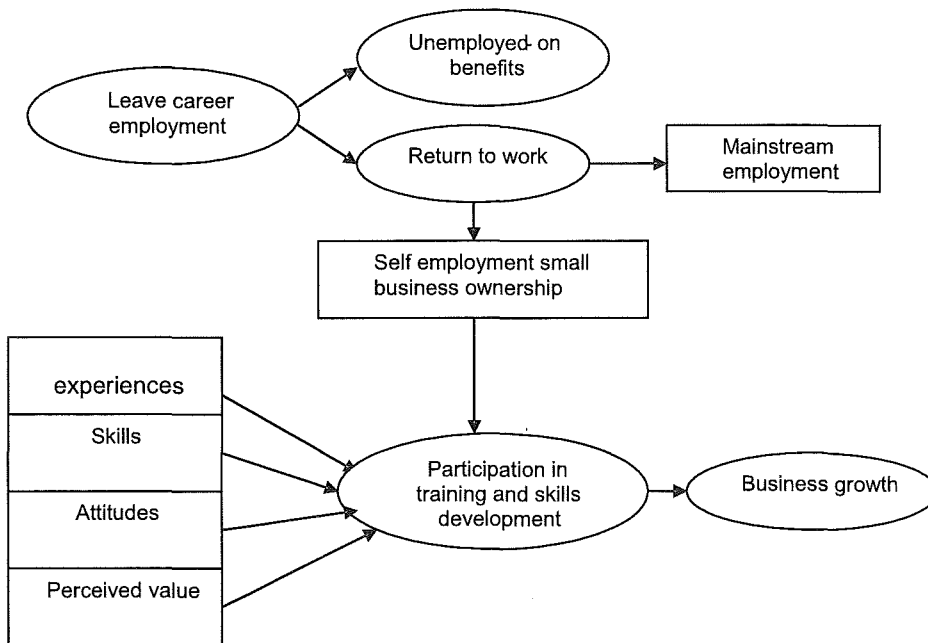 Unemployed- on
benefits
Leave career
employment
Return to work
Mainstream
employment
Self employment small
business ownership
experiences
Skills
Attitudes
Perceived value
Participation in
training and skills
development
Business growth